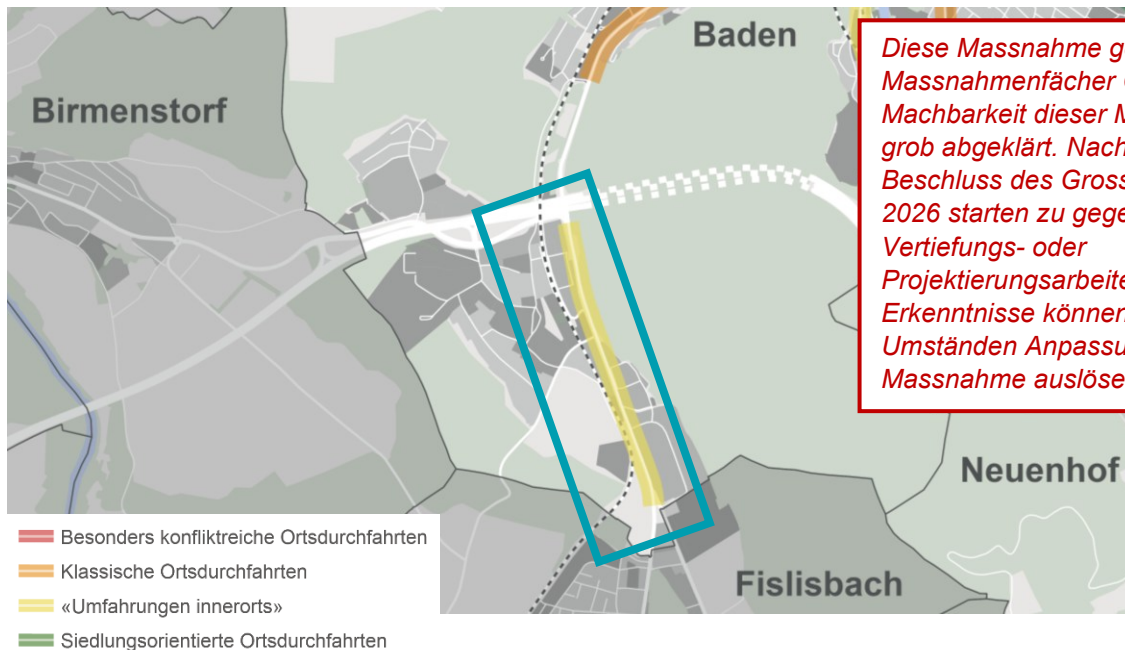 Baden
Birmenstorf
Diese Massnahme g
Massnahmenfächer
Machbarkeit dieser M
grob abgeklärt. Nach
Beschluss des Gross
2026 starten zu gege
Vertiefungs- oder
Projektierungsarbeite
Erkenntnisse können
Umständen Anpassu
Massnahme auslöse
Neuenhof
Fislisbach
Besonders konfliktreiche Ortsdurchfahrten
Klassische Ortsdurchfahrten
«Umfahrungen innerorts»
Siedlungsorientierte Ortsdurchfahrten